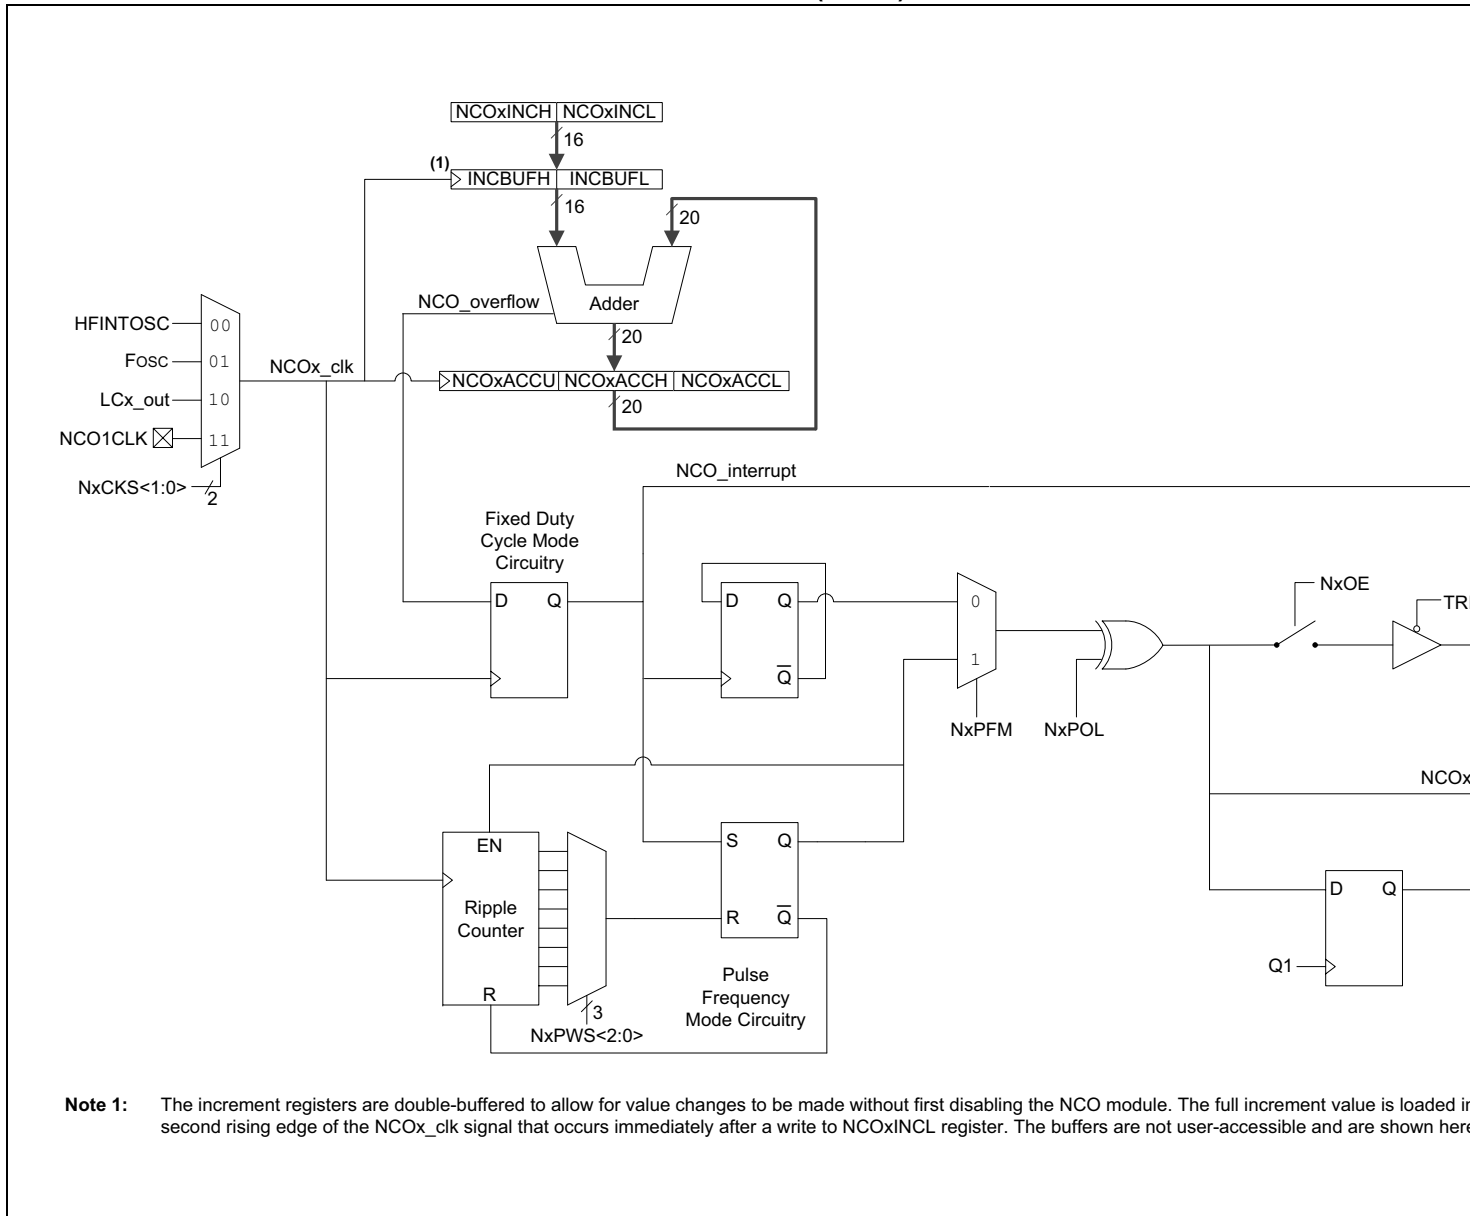 NCOxINCH NCOxINCL
16
(1)
INCBUFH INCBUFL
16
20
NCO_overflow
Adder
20
HFINTOSC
00
FOSC
01
LCx_out
10
NCO1CLK
11
NxCKS<1:0>
2
NCOx_clk
NCOxACCU NCOxACCH NCOxACCL
20
NCO_interrupt
Fixed Duty
Cycle Mode
Circuitry
D Q
D Q
Q
0
1
NxPFM
NxPOL
NxOE
TR
NCOx
EN
Ripple
Counter
R
3
NxPWS<2:0>
S Q
R Q
Pulse
Frequency
Mode Circuitry
D Q
Q1
Note 1: The increment registers are double-buffered to allow for value changes to be made without first disabling the NCO module. The full increment value is loaded
second rising edge of the NCOx_clk signal that occurs immediately after a write to NCOxINCL register. The buffers are not user-accessible and are shown here